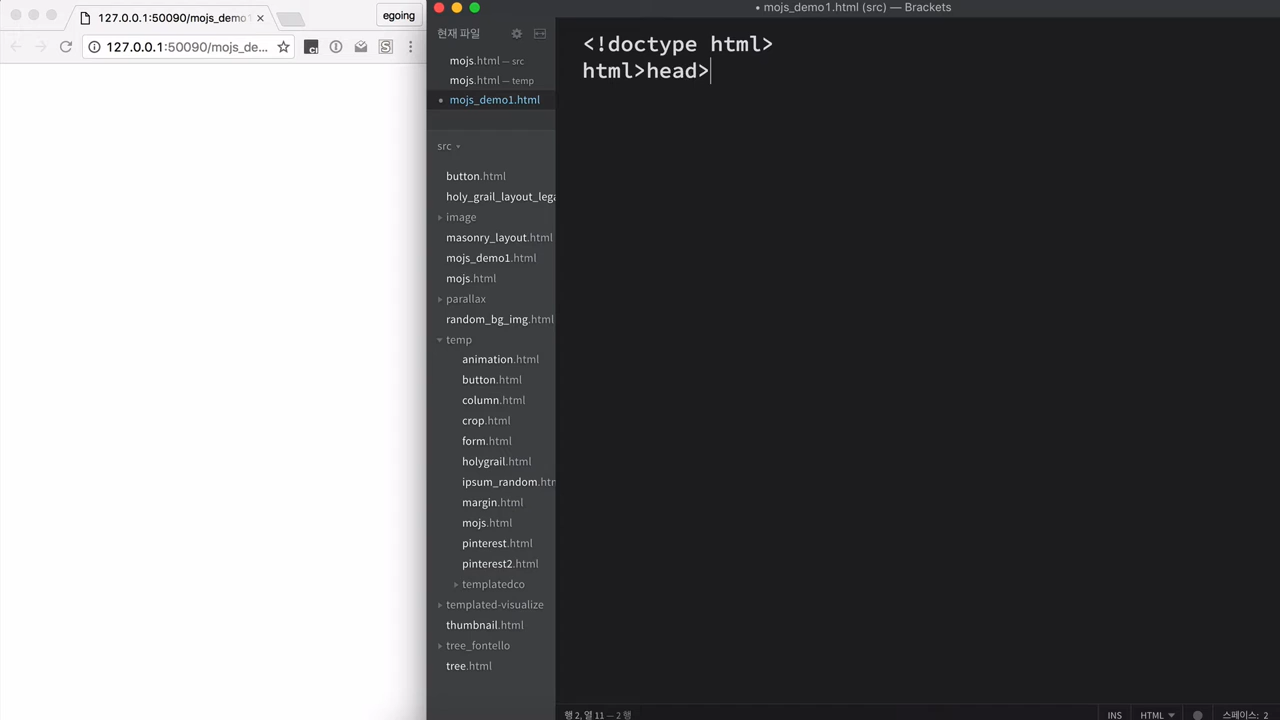 127.0.0.1:50090/mojs_demo1
egoing
127.0.0.1:50090/mojs_de...
• mojs_demo1.html (src) — Brackets
현재 파일
mojs.html — src
mojs.html — temp
mojs_demo1.html
src
button.html
holy_grail_layout_lega
image
masonry_layout.html
mojs_demo1.html
mojs.html
parallax
random_bg_img.html
temp
animation.html
button.html
column.html
crop.html
form.html
holygrail.html
ipsum_random.htm
margin.html
mojs.html
pinterest.html
pinterest2.html
templatedco
templated-visualize
thumbnail.html
tree_fontello
tree.html
<!doctype html>
html>head>
행 2, 열 11 — 2 행
INS
HTML
스페이스: 2